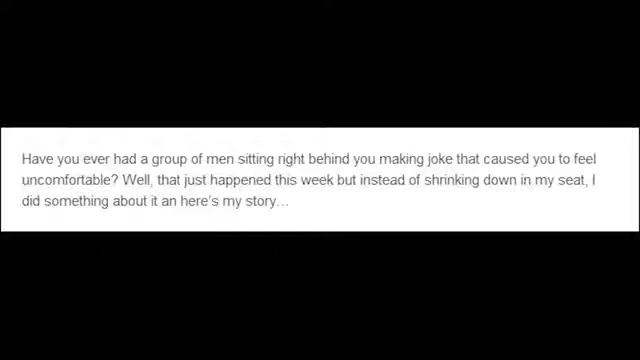 Have you ever had a group of men sitting right behind you making joke that caused you to feel
uncomfortable? Well, that just happened this week but instead of shrinking down in my seat, I
did something about it an here's my story…